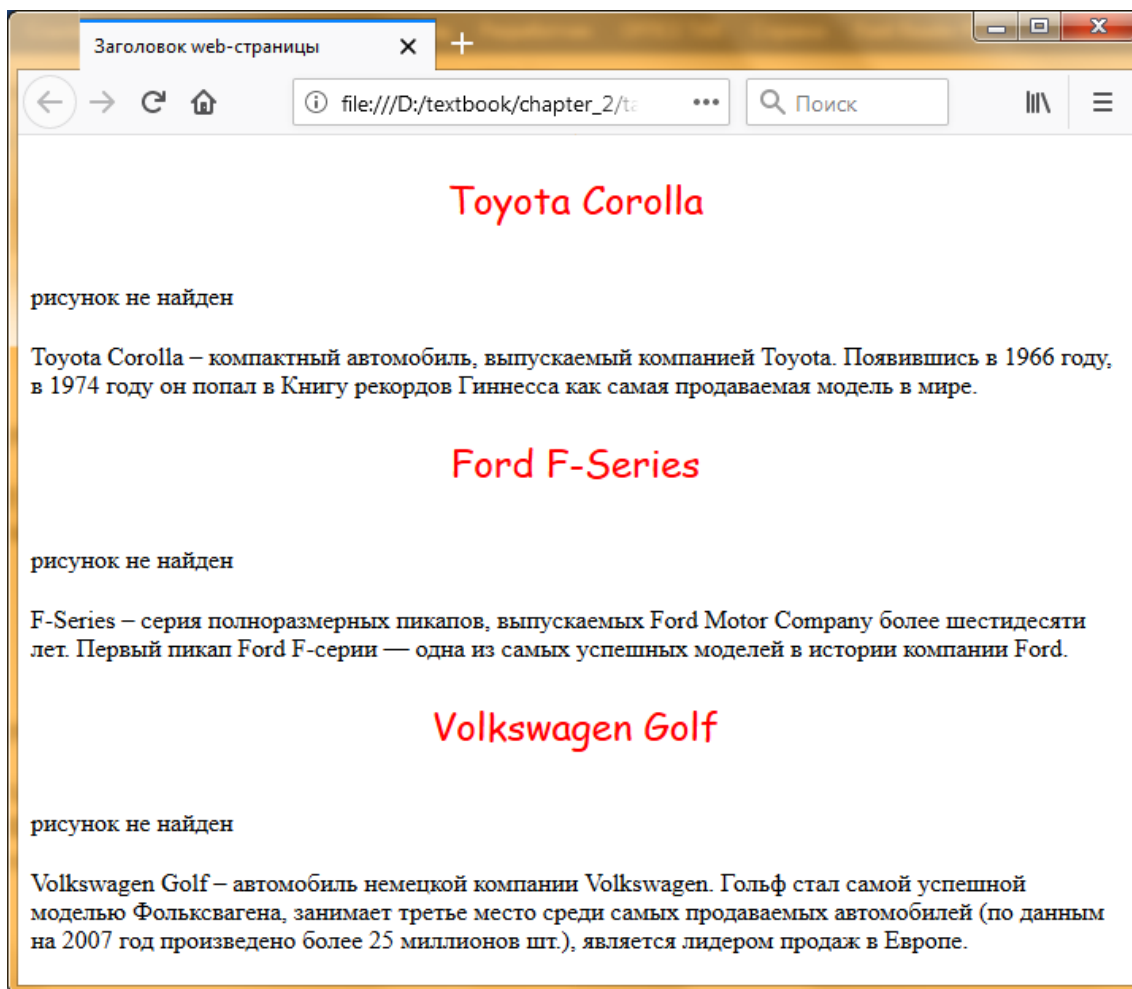 Заголовок web-страницы
file:///D:/textbook/chapter_2/ta
Поиск
Toyota Corolla
рисунок не найден
Toyota Corolla – компактный автомобиль, выпускаемый компанией Toyota. Появившись в 1966 году,
в 1974 году он попал в Книгу рекордов Гиннесса как самая продаваемая модель в мире.
Ford F-Series
рисунок не найден
F-Series – серия полноразмерных пикапов, выпускаемых Ford Motor Company более шестидесяти
лет. Первый пикап Ford F-серии — одна из самых успешных моделей в истории компании Ford.
Volkswagen Golf
рисунок не найден
Volkswagen Golf – автомобиль немецкой компании Volkswagen. Гольф стал самой успешной
моделью Фольксвагена, занимает третье место среди самых продаваемых автомобилей (по данным
на 2007 год произведено более 25 миллионов шт.), является лидером продаж в Европе.